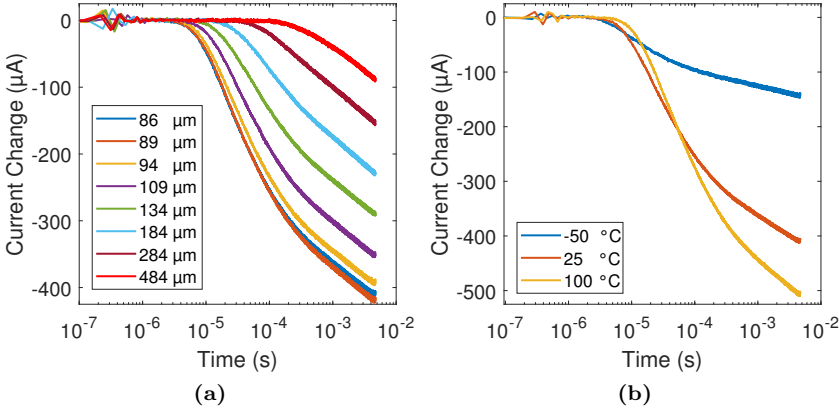 0
-100
-200
-300
-400
Current Change (µA)
86 µm
89 µm
94 µm
109 µm
134 µm
184 µm
284 µm
484 µm
10⁻⁷ 10⁻⁶ 10⁻⁵ 10⁻⁴ 10⁻³ 10⁻²
Time (s)
(a)
0
-100
-200
-300
-400
-500
Current Change (µA)
-50 °C
25 °C
100 °C
10⁻⁷ 10⁻⁶ 10⁻⁵ 10⁻⁴ 10⁻³ 10⁻²
Time (s)
(b)